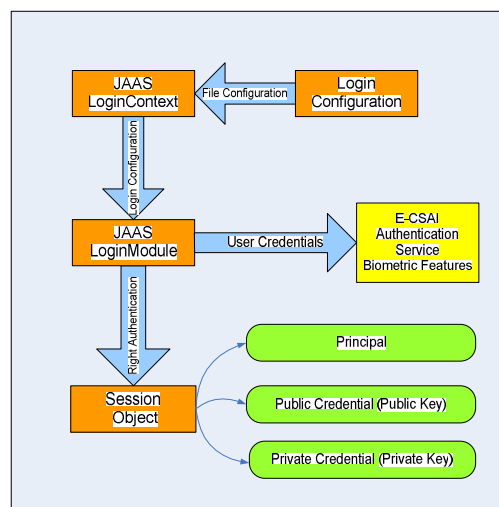 JAAS
LoginContext
File Configuration
Login
Configuration
Login Configuration
JAAS
LoginModule
User Credentials
E-CSAI
Authentication
Service
Biometric Features
Right Authentication
Session
Object
Principal
Public Credential (Public Key)
Private Credential (Private Key)